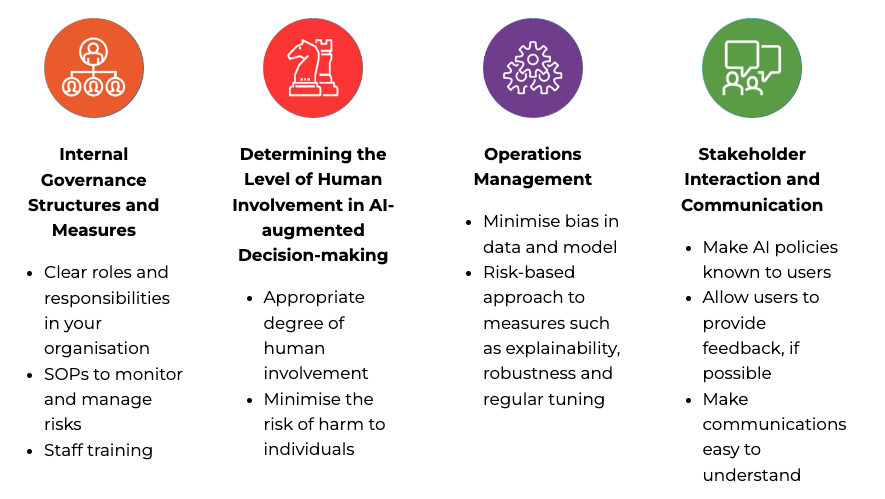 Internal
Governance
Structures and
Measures
• Clear roles and
responsibilities
in your
organisation
• SOPs to monitor
and manage
risks
• Staff training
Determining the
Level of Human
Involvement in AI-
augmented
Decision-making
• Appropriate
degree of
human
involvement
• Minimise the
risk of harm to
individuals
Operations
Management
• Minimise bias in
data and model
• Risk-based
approach to
measures such
as explainability,
robustness and
regular tuning
Stakeholder
Interaction and
Communication
• Make AI policies
known to users
• Allow users to
provide
feedback, if
possible
• Make
communications
easy to
understand